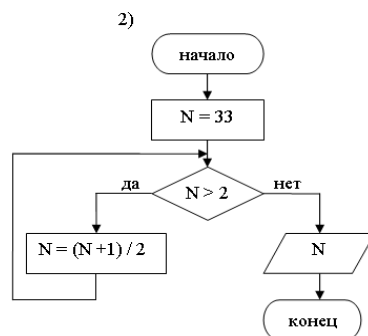 2)
начало
N = 33
да
N > 2
нет
N = (N +1) / 2
N
конец